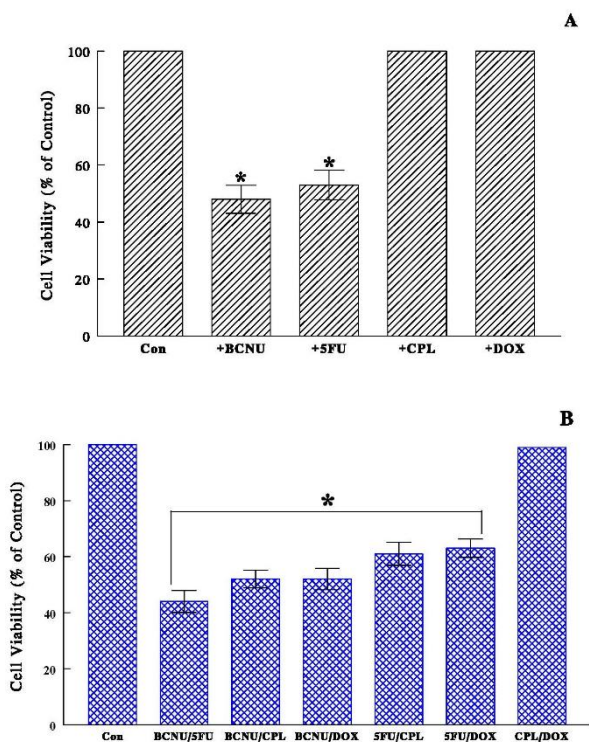 A
Cell Viability (% of Control)
100
80
60
40
20
0
* *
Con +BCNU +5FU +CPL +DOX
B
Cell Viability (% of Control)
100
80
60
40
20
0
*
Con BCNU/5FU BCNU/CPL BCNU/DOX 5FU/CPL 5FU/DOX CPL/DOX